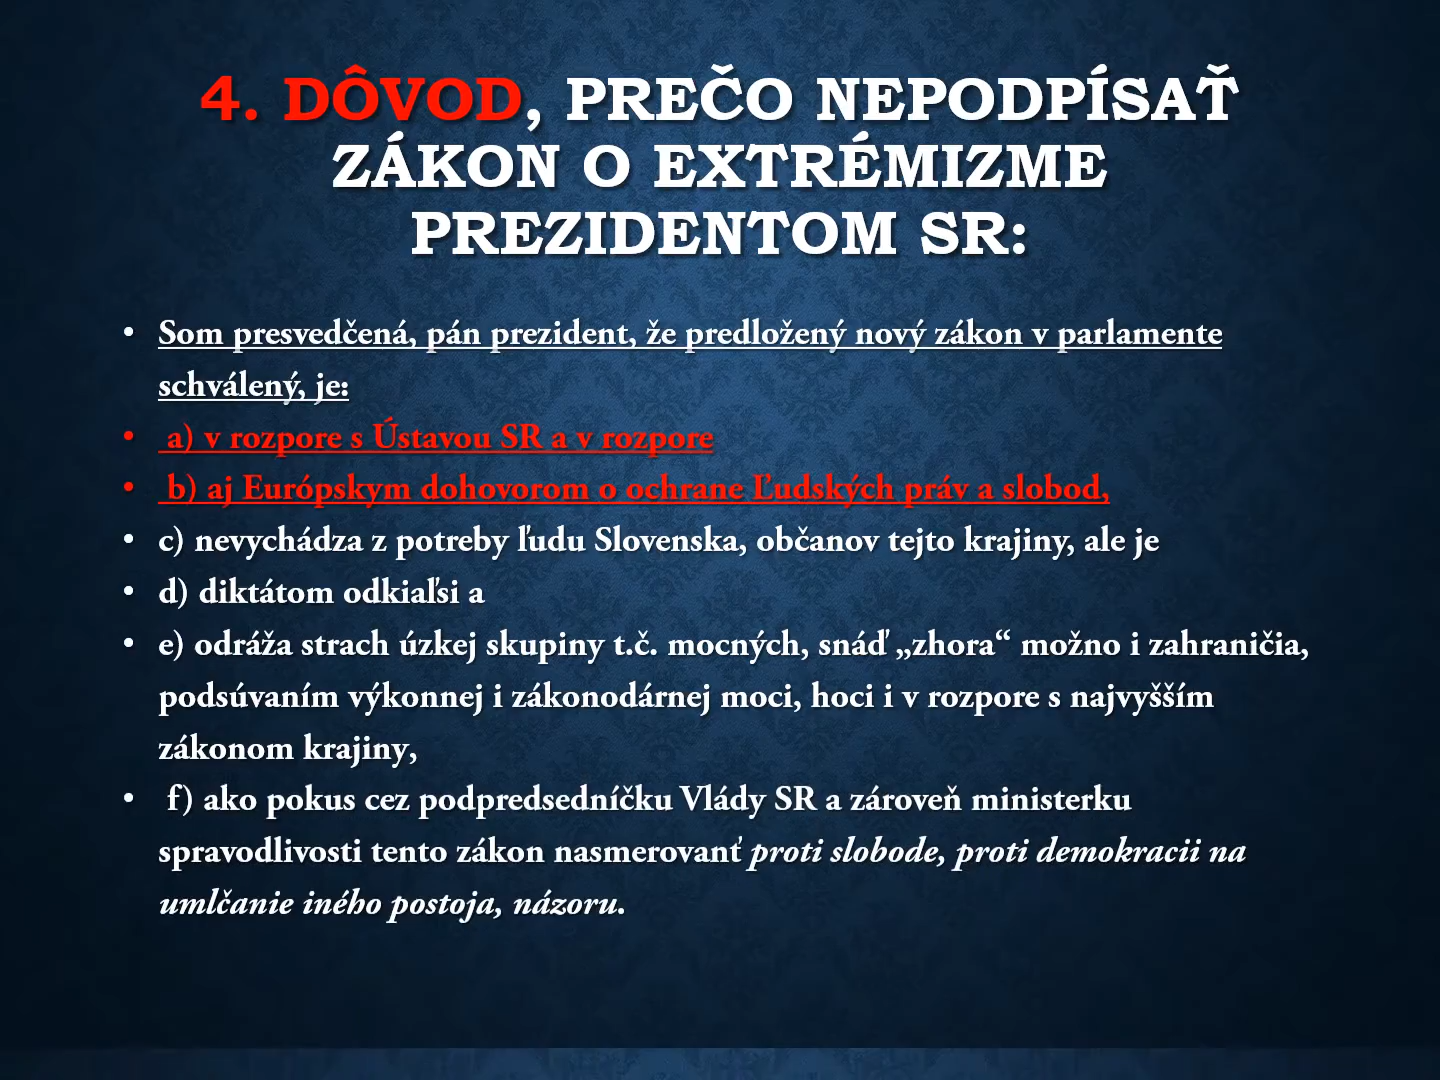 4. DÔVOD, PREČO NEPODPÍSAŤ
ZÁKON O EXTRÉMIZME
PREZIDENTOM SR:
• Som presvedčená, pán prezident, že predložený nový zákon v parlamente
schválený, je:
• a) v rozpore s Ústavou SR a v rozpore
• b) aj Európskym dohovorom o ochrane Ľudských práv a slobod,
• c) nevychádza z potreby ľudu Slovenska, občanov tejto krajiny, ale je
• d) diktátom odkiaľsi a
• e) odráža strach úzkej skupiny t.č. mocných, snáď „zhora“ možno i zahraničia,
podsúvaním výkonnej i zákonodárnej moci, hoci i v rozpore s najvyšším
zákonom krajiny,
• f) ako pokus cez podpredsedníčku Vlády SR a zároveň ministerku
spravodlivosti tento zákon nasmerovanť proti slobode, proti demokracii na
umlčanie iného postoja, názoru.